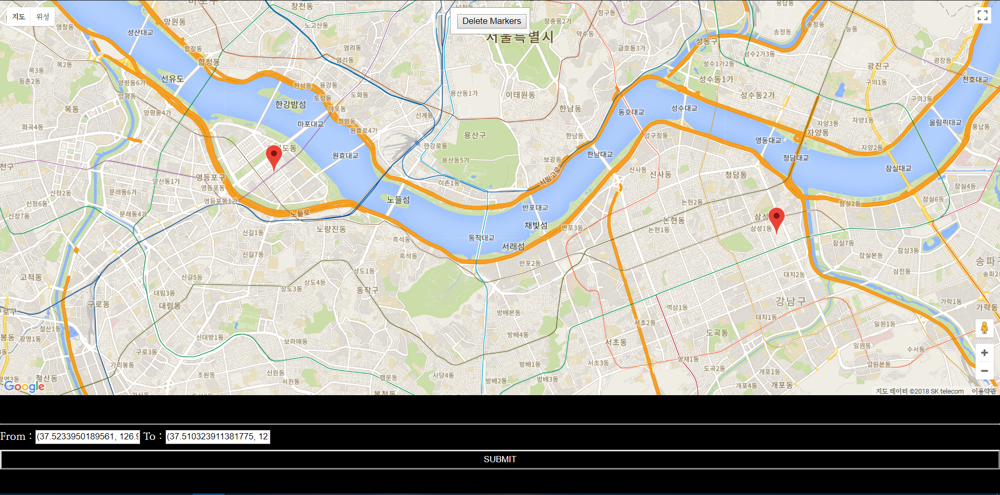 지도 위성
Delete Markers
서울특별시
창천동
노고산동
망원동
염창동
성산대교
합정동
합정동
염리동
염리동
장충동2가
약수동
신청구동
금호동3가
성동구
용답동
송정동
송정동
능동
성수2가3동
성수1가2동
성수동1가
성수동2가
광진구
광장동
구의1동
구의3동
천호대교
목3동
목2동
등촌2동
양평동6가
양평동
선유도
현석동
용강동
토정동
도화동
한강밤섬
마포동
청암동
목동
양평동4가
화곡4동
마포대교
원효로4가
신계동
용산동1가
이태원동
한남동
동호대교
성수대교
자양3동
자양1동
자양동
올림픽대교
풍납동
용산구
한강로동
용산동5가
한남동
보광동
한남대교
압구정동
영동대교
청담대교
자양2동
잠실대교
원효대교
영등포구
영등포동
영등포동1가
당산동1가
신정2동
신정6동
신정7동
문래동6가
문래동4가
이촌1동
서빙고로
신사동
신사동
청담동
잠실4동
잠실6동
잠실2동
노들섬
노들로
반포대교
채빛섬
반포3동
논현2동
논현동
논현1동
삼성1동
노량진동
신길1동
신길7동
흑석동
흑석동
동작대교
서래섬
반포2동
잠실7동
잠실본동
잠실3동
삼전동
송파2동
고척동
신길5동
상도1동
상도4동
상도3동
동작구
대치2동
강남구
구로동
대림3동
대림동
방배본동
역삼1동
대치1동
가락1동
가락동
철산1동
광명1동
신대방1동
보라매동
방배4동
서초2동
서초동
도곡동
일원1동
일원동
수서동
구로3동
가리봉동
조원동
신원동
서원동
행운동
사당4동
방배1동
방배2동
방배3동
서초3동
양재1동
도곡2동
개포1동
개포4동
개포동
일원본동
철산동
Google
지도 데이터 ©2018 SK telecom 이용약관
From : (37.5233950189561, 126.9 To : (37.510323911381775, 12
SUBMIT